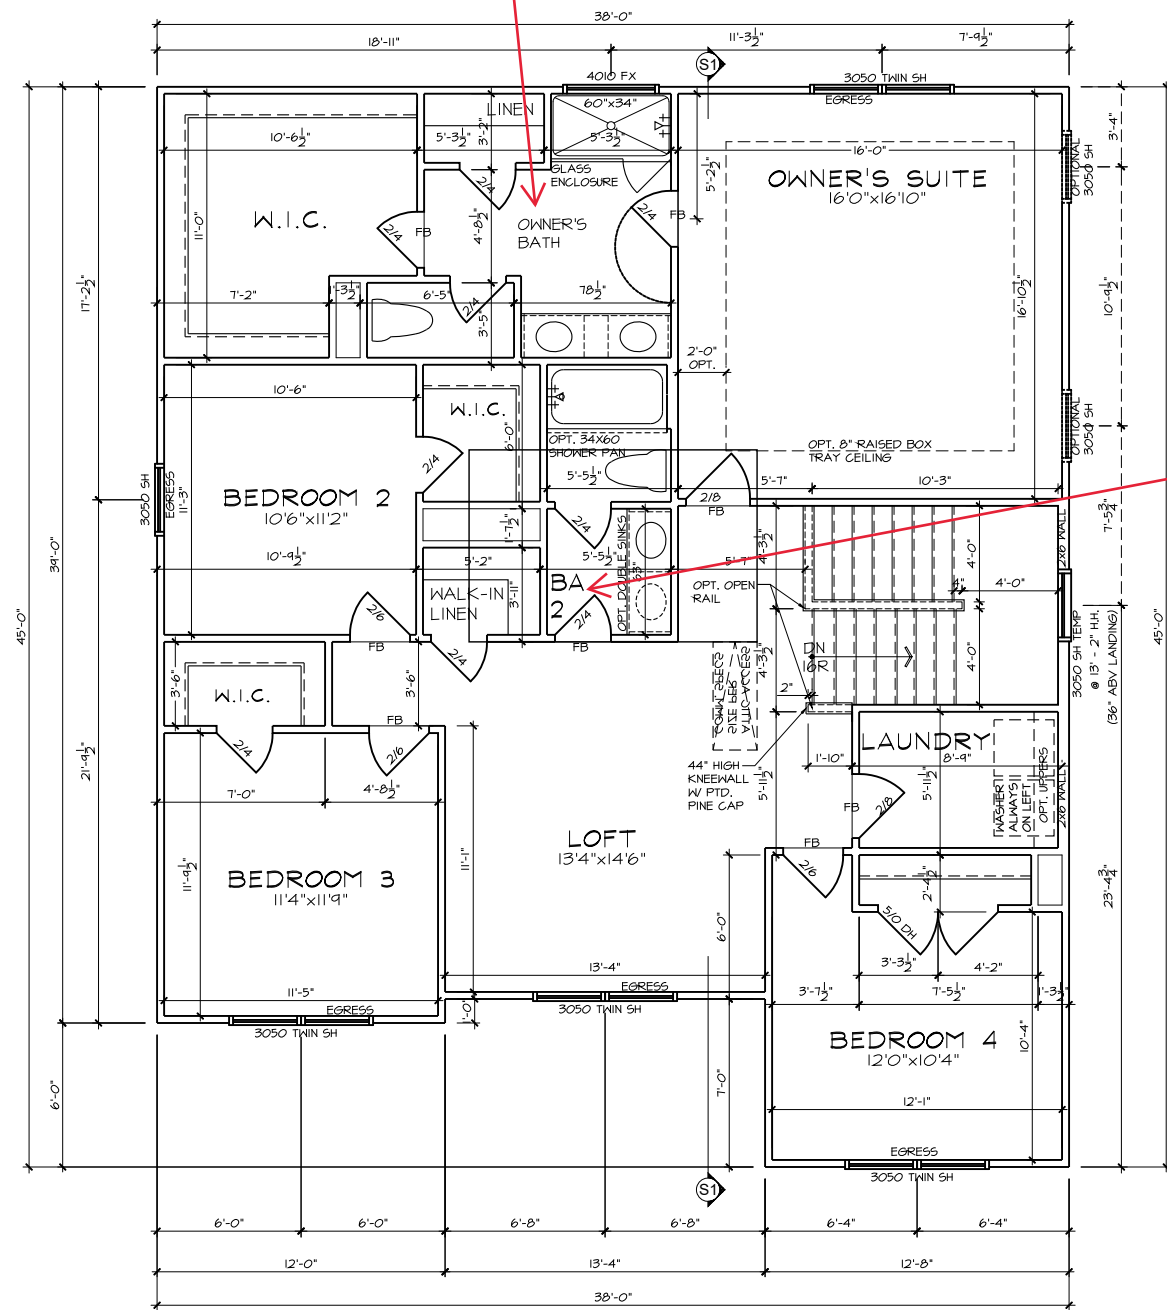 38'-0"
18'-11"
11'-3½"
7'-9½"
S1
4010 FX
3050 TWIN SH
EGRESS
LINEN
60"x34"
10'-6½"
5'-3½"
3'-2"
5'-3½"
16'-0"
5'-2½"
3'-4"
OPTIONAL
3050 SH
GLASS
ENCLOSURE
OWNER'S SUITE
16'0"x16'10"
2/4
2/4
FB
W.I.C.
11'-0"
2/4
FB
4'-8½"
OWNER'S
BATH
17'-2½"
7'-2"
1'-3½"
6'-5"
2/4
3'-5"
78½"
16'-10½"
10'-9½"
2'-0"
OPT.
10'-6"
W.I.C.
6'-0"
OPT. 34X60
SHOWER PAN
OPT. 8" RAISED BOX
TRAY CEILING
OPTIONAL
3050 SH
2/4
5'-5½"
5'-7"
10'-3"
3050 SH
EGRESS
11'-3"
BEDROOM 2
10'6"x11'2"
2/8
FB
1'-7½"
2/4
OPT. DOUBLE SINKS
4'-3½"
4'-0"
2x6 WALL
7'-5¾"
39'-0"
45'-0"
10'-9½"
5'-2"
5'-5½"
63"
5'-7"
BA
2
WALK-IN
LINEN
3'-11"
OPT. OPEN
RAIL
4"
4'-0"
2/6
FB
2/4
2/4
FB
DN
16R
4'-3½"
4'-0"
3050 SH TEMP
@ 13' - 2" H.H.
(36" ABV LANDING)
45'-0"
3'-6"
W.I.C.
3'-6"
FB
2/4
2/6
ATTIC ACCESS
SIZE PER
COMM. SPECS
2"
44" HIGH
KNEEWALL
W/ PTD.
PINE CAP
1'-10"
LAUNDRY
8'-9"
5'-11½"
5'-11½"
WASHER
ALWAYS
ON LEFT
OPT. UPPERS
2x6 WALL
21'-9½"
7'-0"
4'-8½"
FB
2/8
LOFT
13'4"x14'6"
FB
2/6
11'-9½"
BEDROOM 3
11'4"x11'9"
11'-1"
2'-4½"
23'-4¾"
5/0 DH
6'-0"
13'-4"
3'-3½"
4'-2"
11'-5"
EGRESS
3050 TWIN SH
1'-0"
EGRESS
3050 TWIN SH
3'-7½"
7'-5½"
1'-3½"
BEDROOM 4
12'0"x10'4"
10'-4"
6'-0"
7'-0"
12'-1"
EGRESS
3050 TWIN SH
S1
6'-0"
6'-0"
6'-8"
6'-8"
6'-4"
6'-4"
12'-0"
13'-4"
12'-8"
38'-0"